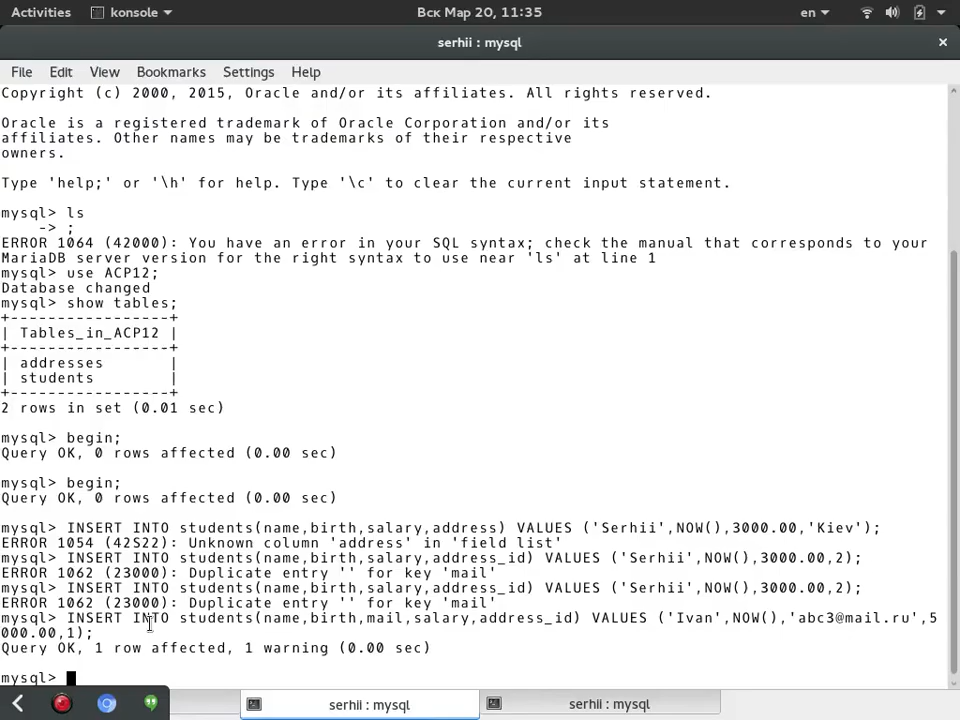 Activities konsole Вск Мар 20, 11:35 en
serhii : mysql
File Edit View Bookmarks Settings Help
Copyright (c) 2000, 2015, Oracle and/or its affiliates. All rights reserved.
Oracle is a registered trademark of Oracle Corporation and/or its
affiliates. Other names may be trademarks of their respective
owners.
Type 'help;' or '\h' for help. Type '\c' to clear the current input statement.
mysql> ls
-> ;
ERROR 1064 (42000): You have an error in your SQL syntax; check the manual that corresponds to your
MariaDB server version for the right syntax to use near 'ls' at line 1
mysql> use ACP12;
Database changed
mysql> show tables;
+-----------------+
| Tables_in_ACP12 |
+-----------------+
| addresses       |
| students        |
+-----------------+
2 rows in set (0.01 sec)
mysql> begin;
Query OK, 0 rows affected (0.00 sec)
mysql> begin;
Query OK, 0 rows affected (0.00 sec)
mysql> INSERT INTO students(name,birth,salary,address) VALUES ('Serhii',NOW(),3000.00,'Kiev');
ERROR 1054 (42S22): Unknown column 'address' in 'field list'
mysql> INSERT INTO students(name,birth,salary,address_id) VALUES ('Serhii',NOW(),3000.00,2);
ERROR 1062 (23000): Duplicate entry '' for key 'mail'
mysql> INSERT INTO students(name,birth,salary,address_id) VALUES ('Serhii',NOW(),3000.00,2);
ERROR 1062 (23000): Duplicate entry '' for key 'mail'
mysql> INSERT INTO students(name,birth,mail,salary,address_id) VALUES ('Ivan',NOW(),'abc3@mail.ru',5
000.00,1);
Query OK, 1 row affected, 1 warning (0.00 sec)
mysql>
serhii : mysql serhii : mysql